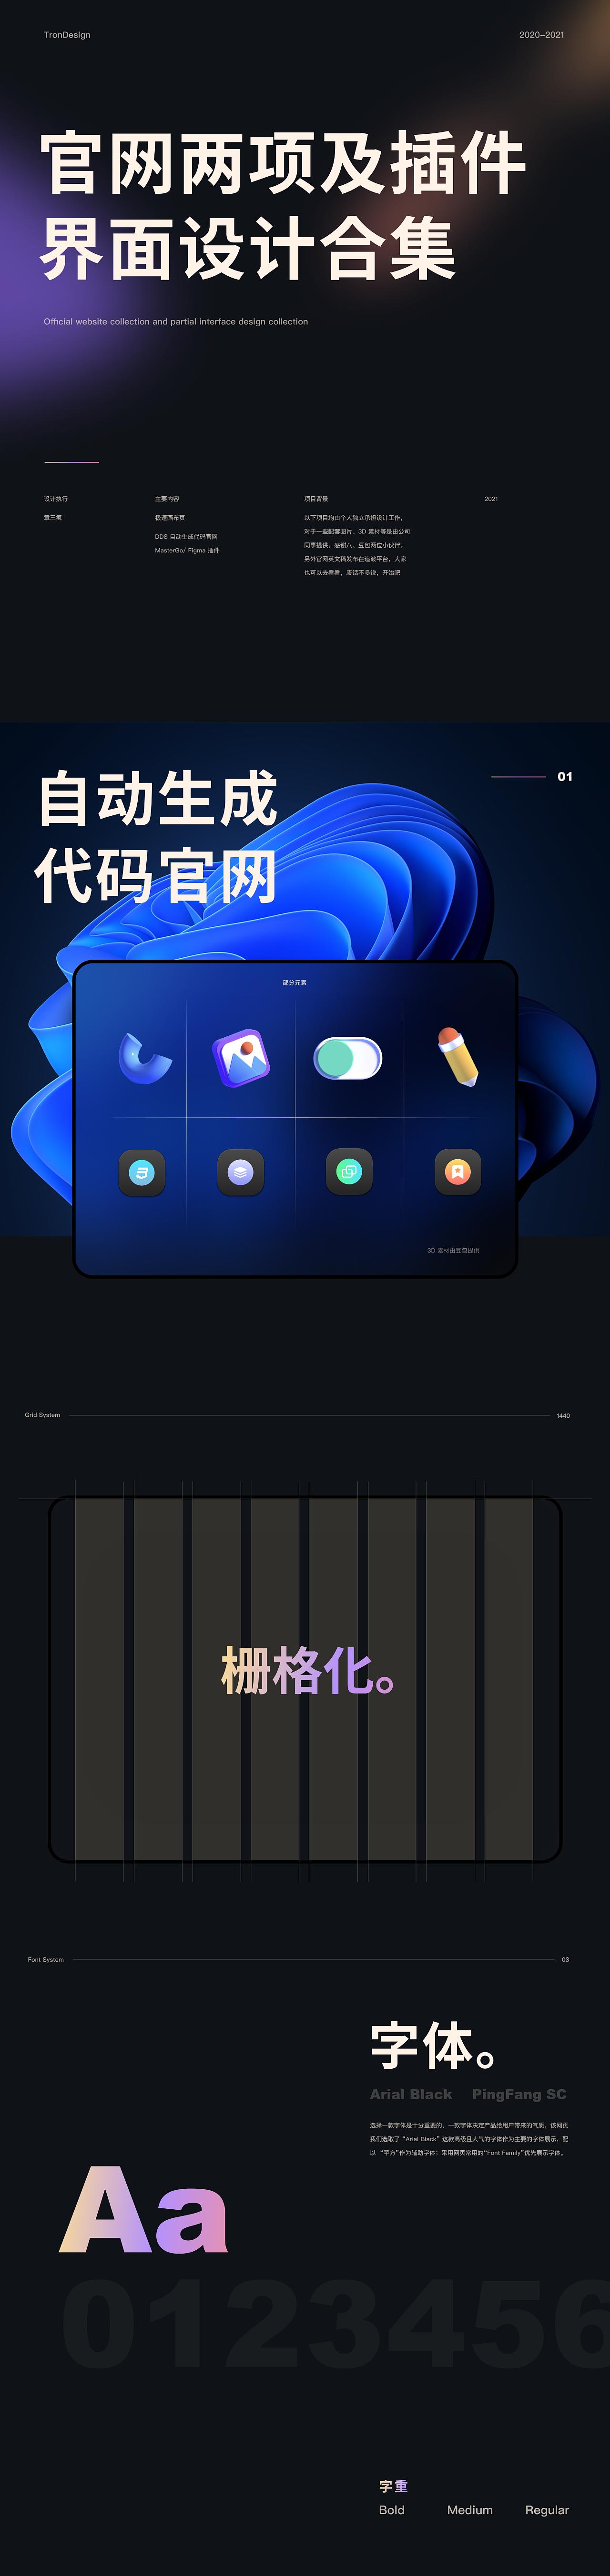 TronDesign
2020-2021
官网两项及插件
界面设计合集
Official website collection and partial interface design collection
设计执行
章三疯
主要内容
极速画布页
DDS 自动生成代码官网
MasterGo/ Figma 插件
项目背景
以下项目均由个人独立承担设计工作,
对于一些配套图片、3D 素材等是由公司
同事提供, 感谢八、豆包两位小伙伴;
另外官网英文稿发布在追波平台, 大家
也可以去看看, 废话不多说, 开始吧
2021
自动生成
代码官网
01
部分元素
3D 素材由豆包提供
Grid System
1440
栅格化。
Font System
03
字体。
Arial Black
PingFang SC
选择一款字体是十分重要的, 一款字体决定产品给用户带来的气质, 该网页
我们选取了 “Arial Black” 这款高级且大气的字体作为主要的字体展示, 配
以 “苹方”作为辅助字体; 采用网页常用的“Font Family”优先展示字体。
Aa
0123456
字重
Bold
Medium
Regular